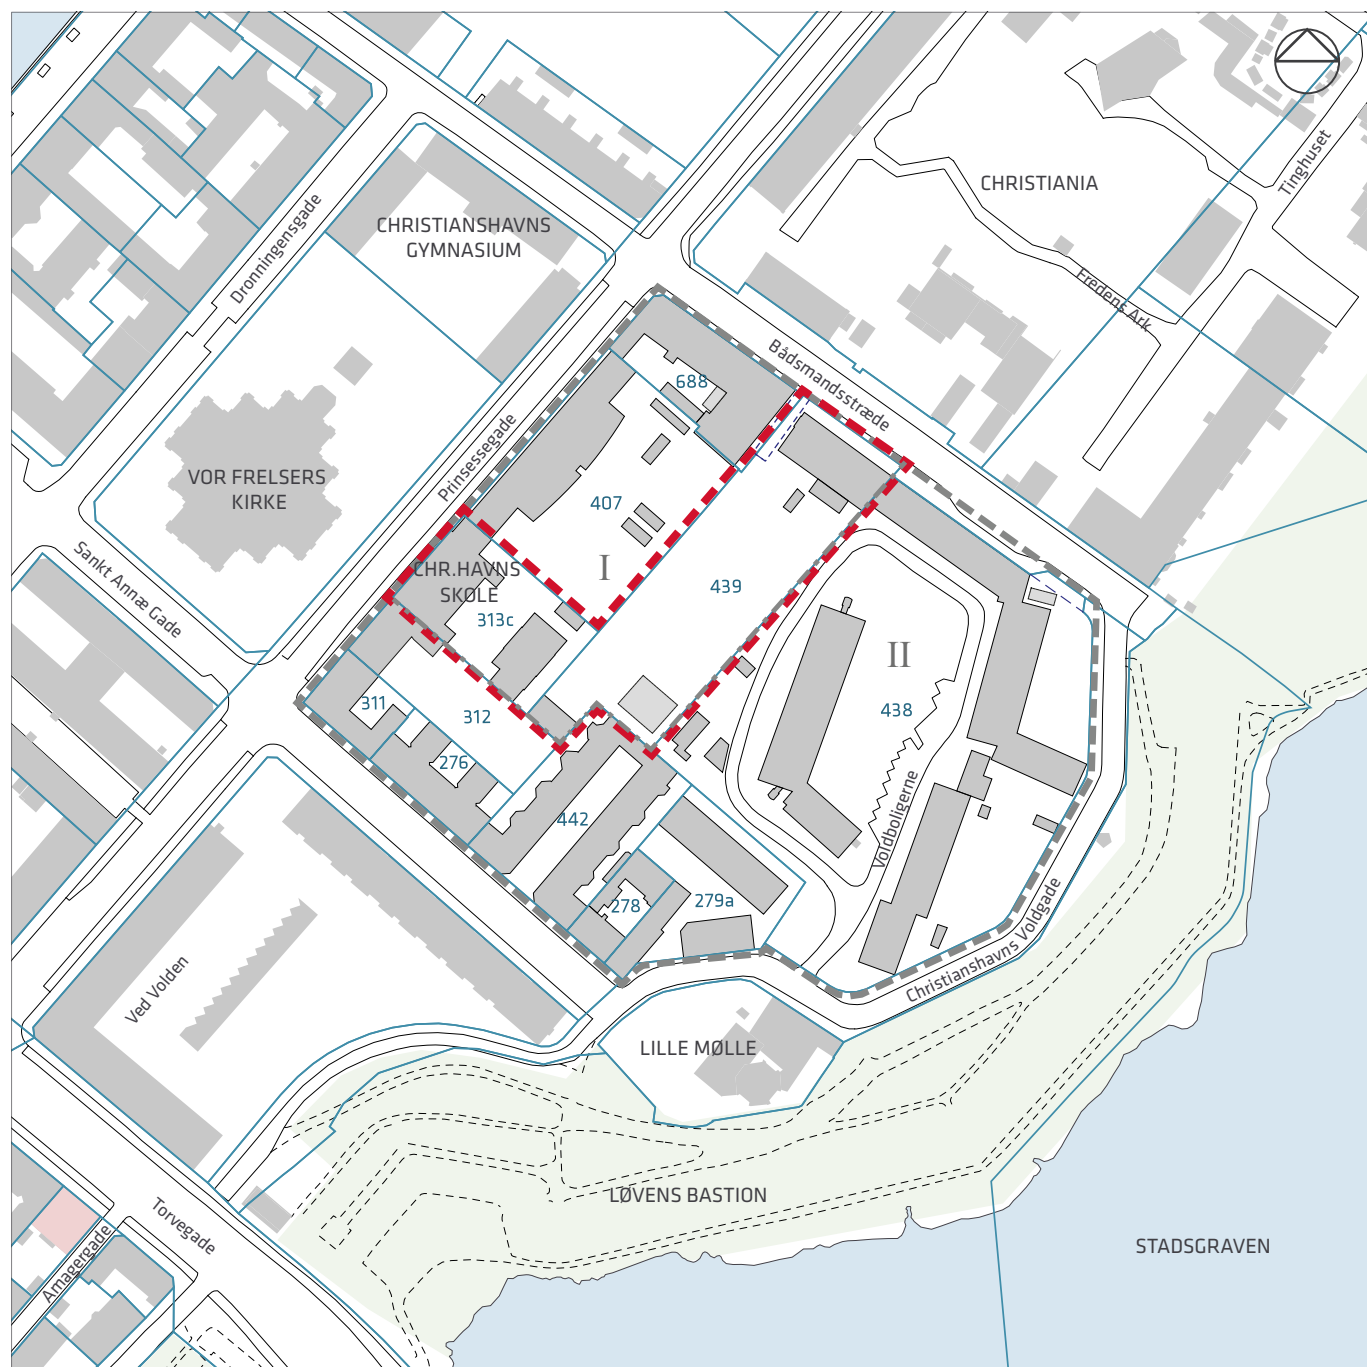 CHRISTIANIA
Tinghuset
CHRISTIANSHAVNS
GYMNASIUM
Dronningensgade
Fredens Ark
Bådsmandsstræde
688
Prinsessegade
VOR FRELSERS
KIRKE
407
I
CHR.HAVNS
SKOLE
439
Sankt Annæ Gade
313c
II
438
311
312
276
442
Voldboligerne
279a
278
Christianshavns Voldgade
Ved Volden
LILLE MØLLE
LØVENS BASTION
Torvegade
STADSGRAVEN
Amagergade